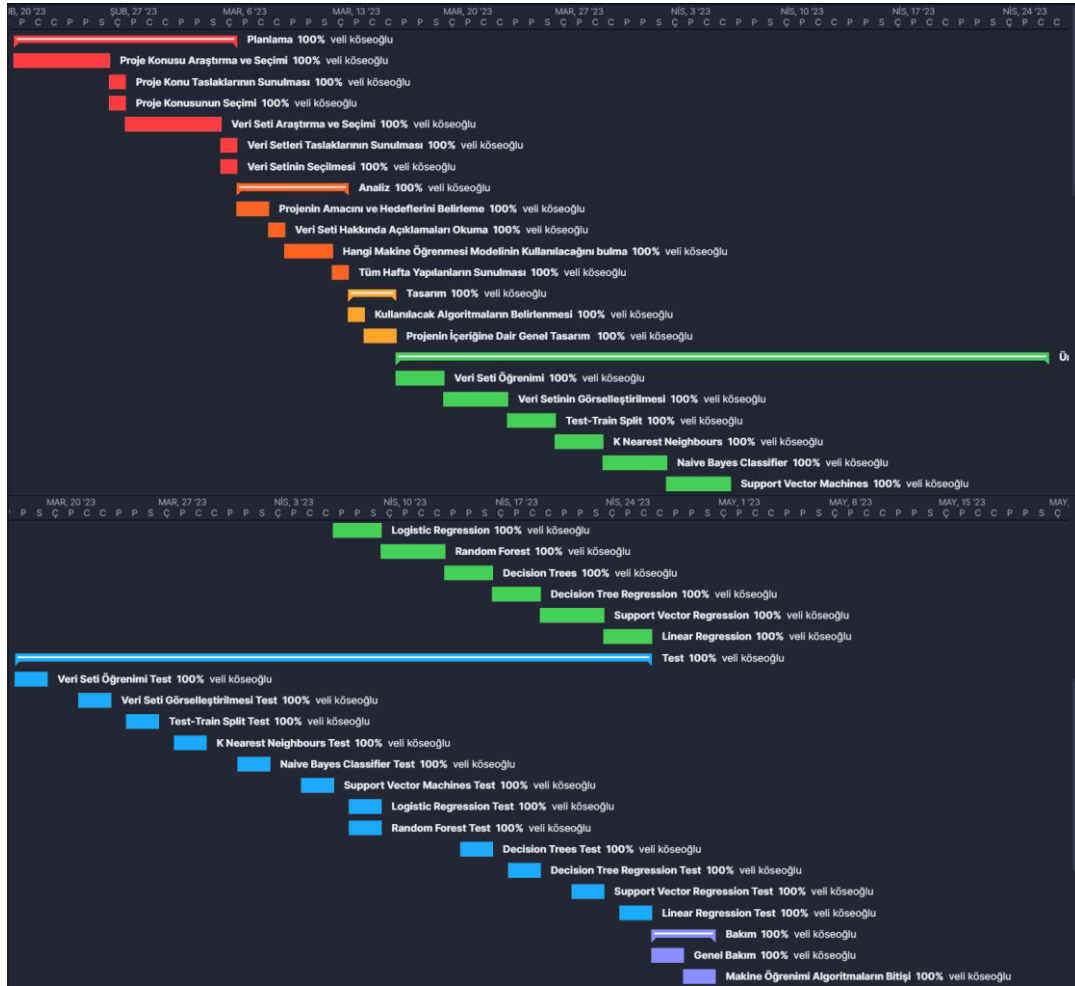 ŞUB, 27 '23 MAR, 6 '23 MAR, 13 '23 MAR, 20 '23 MAR, 27 '23 NİS, 3 '23 NİS, 10 '23 NİS, 17 '23 NİS, 24 '23
Planlama 100% veli köseoğlu
Proje Konusu Araştırma ve Seçimi 100% veli köseoğlu
Proje Konu Taslaklarının Sunulması 100% veli köseoğlu
Proje Konusunun Seçimi 100% veli köseoğlu
Veri Seti Araştırma ve Seçimi 100% veli köseoğlu
Veri Setleri Taslaklarının Sunulması 100% veli köseoğlu
Veri Setinin Seçilmesi 100% veli köseoğlu
Analiz 100% veli köseoğlu
Projenin Amacını ve Hedeflerini Belirleme 100% veli köseoğlu
Veri Seti Hakkında Açıklamaları Okuma 100% veli köseoğlu
Hangi Makine Öğrenmesi Modelinin Kullanılacağını bulma 100% veli köseoğlu
Tüm Hafta Yapılanların Sunulması 100% veli köseoğlu
Tasarım 100% veli köseoğlu
Kullanılacak Algoritmaların Belirlenmesi 100% veli köseoğlu
Projenin İçeriğine Dair Genel Tasarım 100% veli köseoğlu
Veri Seti Öğrenimi 100% veli köseoğlu
Veri Setinin Görselleştirilmesi 100% veli köseoğlu
Test-Train Split 100% veli köseoğlu
K Nearest Neighbours 100% veli köseoğlu
Naive Bayes Classifier 100% veli köseoğlu
Support Vector Machines 100% veli köseoğlu
MAR, 20 '23 MAR, 27 '23 NİS, 3 '23 NİS, 10 '23 NİS, 17 '23 NİS, 24 '23 MAY, 1 '23 MAY, 8 '23 MAY, 15 '23 MAY,
Logistic Regression 100% veli köseoğlu
Random Forest 100% veli köseoğlu
Decision Trees 100% veli köseoğlu
Decision Tree Regression 100% veli köseoğlu
Support Vector Regression 100% veli köseoğlu
Linear Regression 100% veli köseoğlu
Test 100% veli köseoğlu
Veri Seti Öğrenimi Test 100% veli köseoğlu
Veri Seti Görselleştirilmesi Test 100% veli köseoğlu
Test-Train Split Test 100% veli köseoğlu
K Nearest Neighbours Test 100% veli köseoğlu
Naive Bayes Classifier Test 100% veli köseoğlu
Support Vector Machines Test 100% veli köseoğlu
Logistic Regression Test 100% veli köseoğlu
Random Forest Test 100% veli köseoğlu
Decision Trees Test 100% veli köseoğlu
Decision Tree Regression Test 100% veli köseoğlu
Support Vector Regression Test 100% veli köseoğlu
Linear Regression Test 100% veli köseoğlu
Bakım 100% veli köseoğlu
Genel Bakım 100% veli köseoğlu
Makine Öğrenimi Algoritmaların Bitişi 100% veli köseoğlu